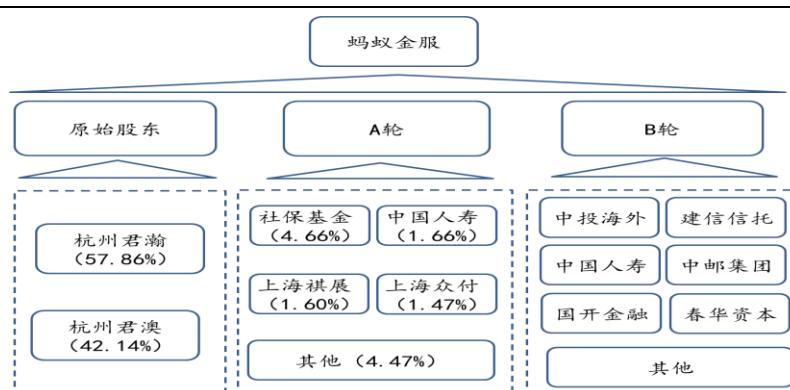 蚂蚁金服
原始股东
A轮
B轮
杭州君瀚
(57.86%)
杭州君澳
(42.14%)
社保基金
(4.66%)
中国人寿
(1.66%)
上海祺展
(1.60%)
上海众付
(1.47%)
其他 (4.47%)
中投海外
建信信托
中国人寿
中邮集团
国开金融
春华资本
其他